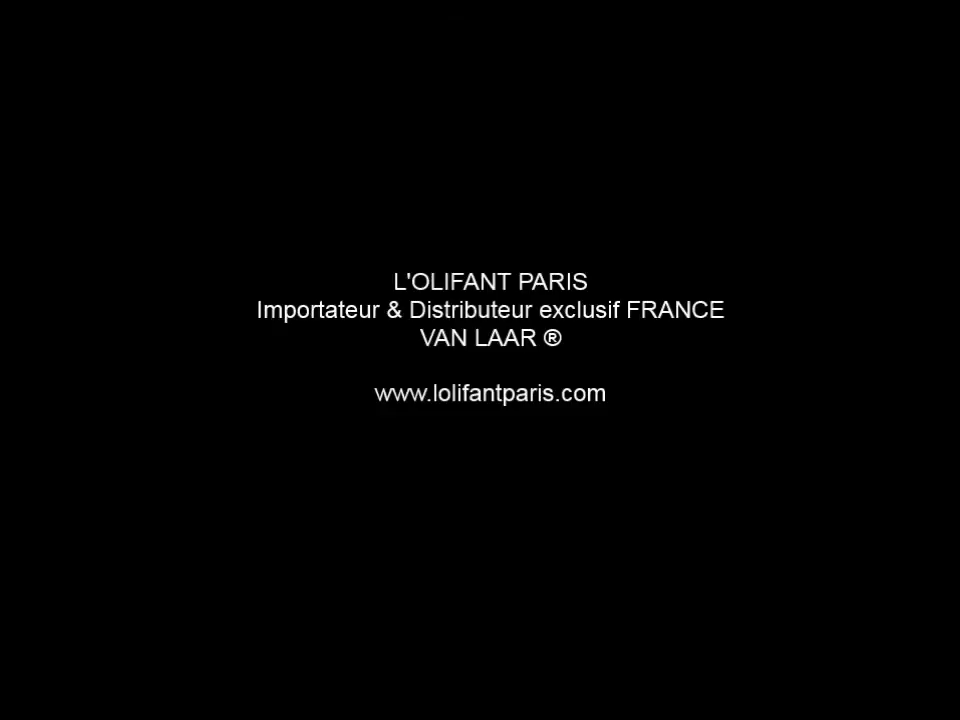 L'OLIFANT PARIS
Importateur & Distributeur exclusif FRANCE
VAN LAAR ®
www.lolifantparis.com